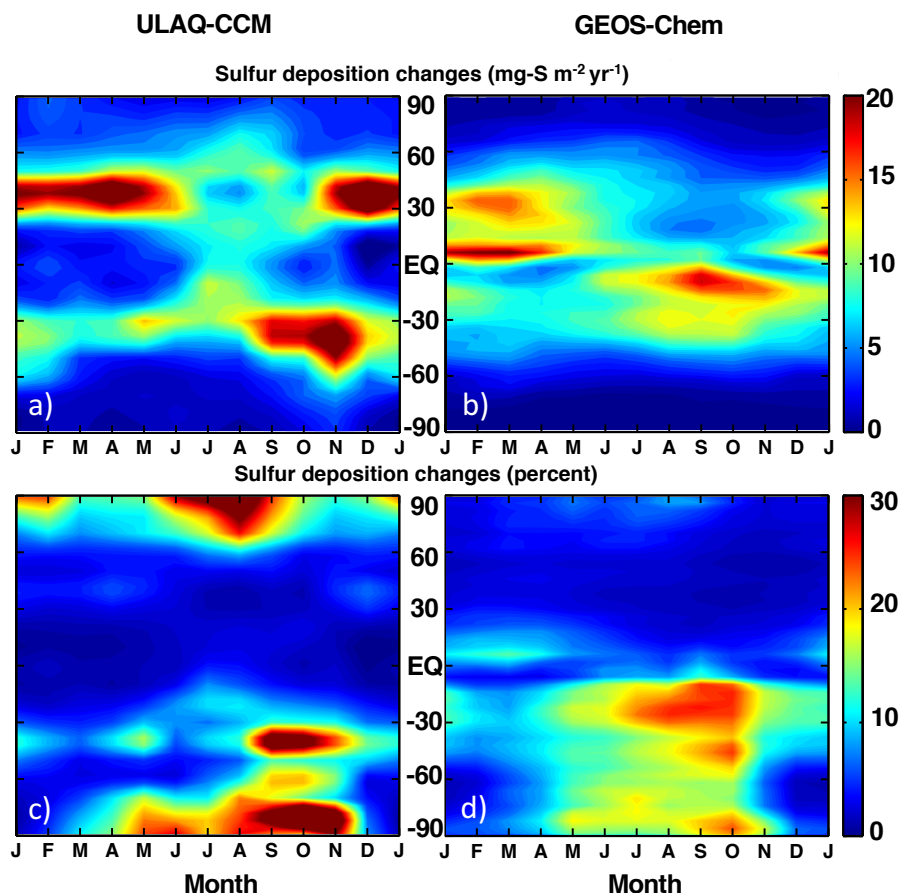 ULAQ-CCM GEOS-Chem
Sulfur deposition changes (mg-S m⁻² yr⁻¹)
90 20
60
15
30
EQ 10
-30
5
-60
a) b)
-90 0
J F M A M J J A S O N D J J F M A M J J A S O N D J
Sulfur deposition changes (percent)
90 30
60
30 20
EQ
10
-30
-60
c) d)
-90 0
J F M A M J J A S O N D J J F M A M J J A S O N D J
Month Month